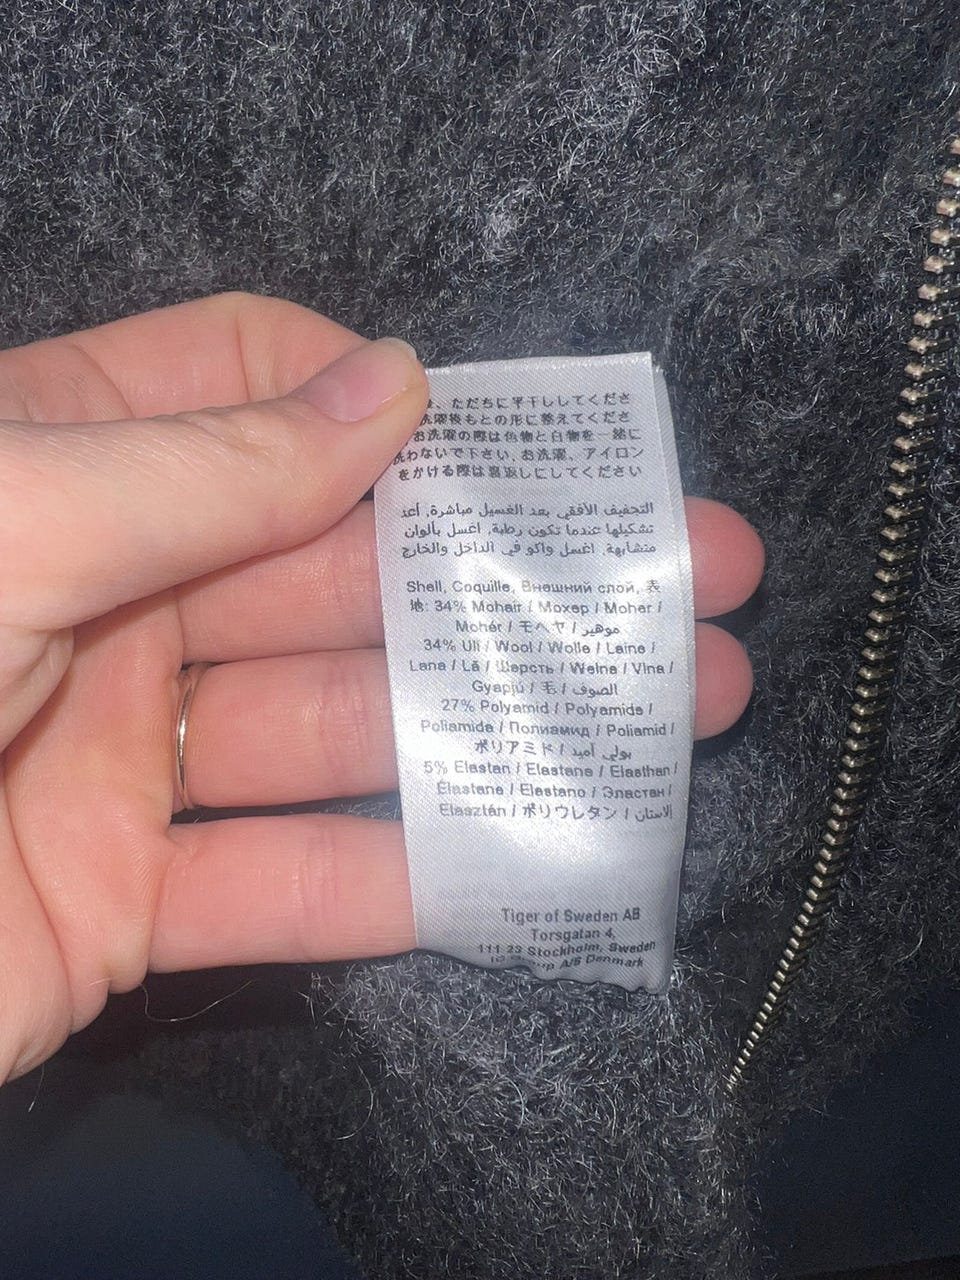 、ただちに平干ししてくださ
洗濯後もとの形に整えてくださ
お洗濯の際は色物と白物を一緒に
洗わないで下さい。お洗濯、アイロン
をかける際は裏返しにしてください
التجفيف الأفقي بعد الغسيل مباشرة, أعد
تشكيلها عندما تكون رطبة, اغسل بألوان
متشابهة, اغسل واكو في الداخل والخارج
Shell, Coquille, Внешний слой, 表
地: 34% Mohair / Мохер / Moher /
Mohér / モヘヤ / موهير
34% Ull / Wool / Wolle / Laine /
Lana / Lã / Шерсть / Welna / Vlna /
Gyapjú / 毛 / الصوف
27% Polyamid / Polyamide /
Poliamida / Полиамид / Poliamid /
ポリアミド / بولي أميد
5% Elastan / Elastane / Elasthan /
Élastane / Elastano / Эластан /
Elasztán / ポリウレタン / الاستان
Tiger of Sweden AB
Torsgatan 4,
111 23 Stockholm, Sweden
A/S Denmark